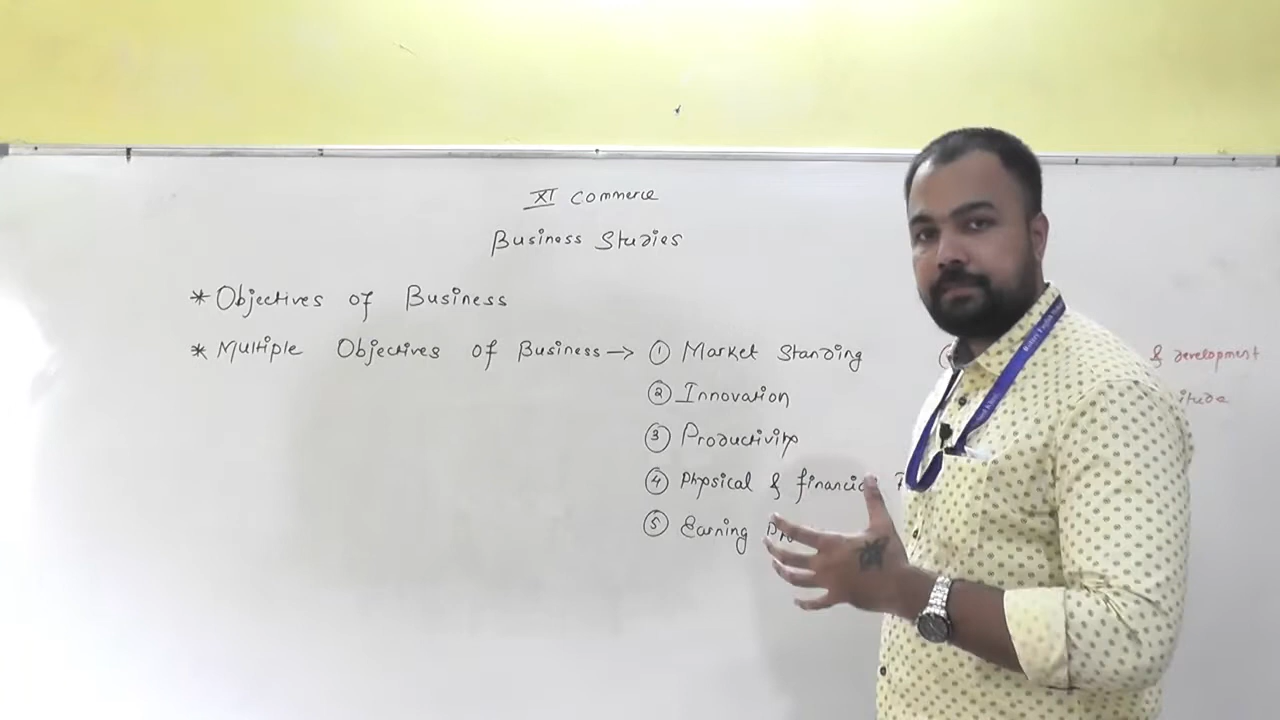 XI Commerce
Business Studies
* Objectives of Business
* Multiple Objectives of Business → ① Market Standing
& development
② Innovation
③ Productivity
④ Physical &
⑤ Earning